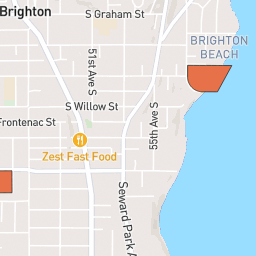 Brighton
S Graham St
51st Ave S
BRIGHTON
BEACH
S Willow St
55th Ave S
Frontenac St
Zest Fast Food
Seward Park A